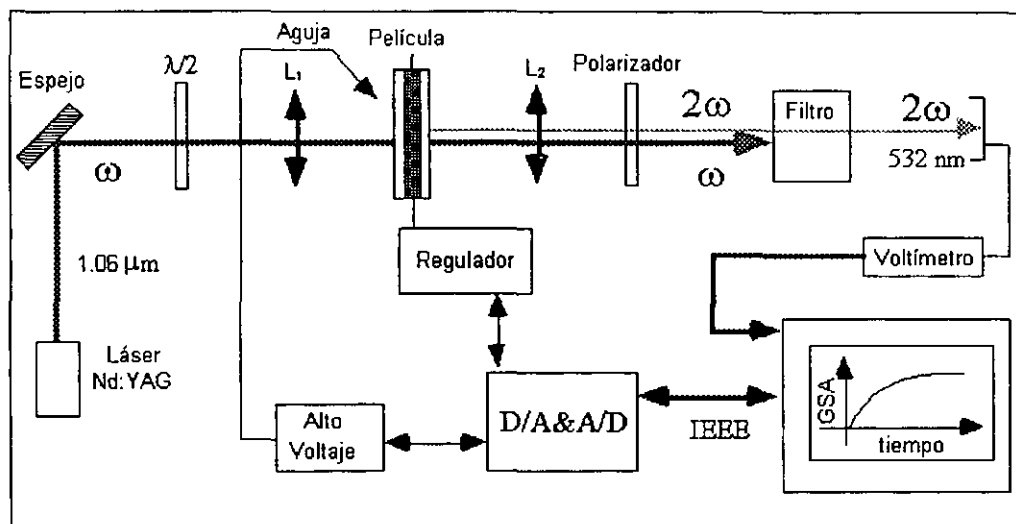 Aguja
Película
Espejo
λ/2
L₁
L₂
Polarizador
2ω
Filtro
2ω
ω
ω
532 nm
1.06 μm
Regulador
Voltímetro
Láser
Nd:YAG
Alto
Voltaje
D/A&A/D
IEEE
GSA
tiempo